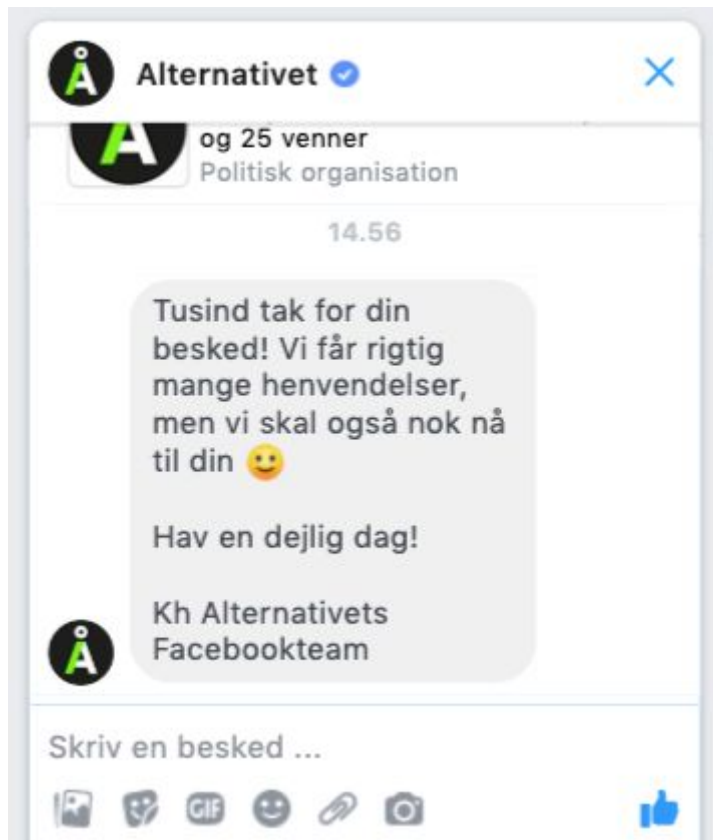 Alternativet
og 25 venner
Politisk organisation
14.56
Tusind tak for din
besked! Vi får rigtig
mange henvendelser,
men vi skal også nok nå
til din 🙂
Hav en dejlig dag!
Kh Alternativets
Facebookteam
Skriv en besked ...
GIF